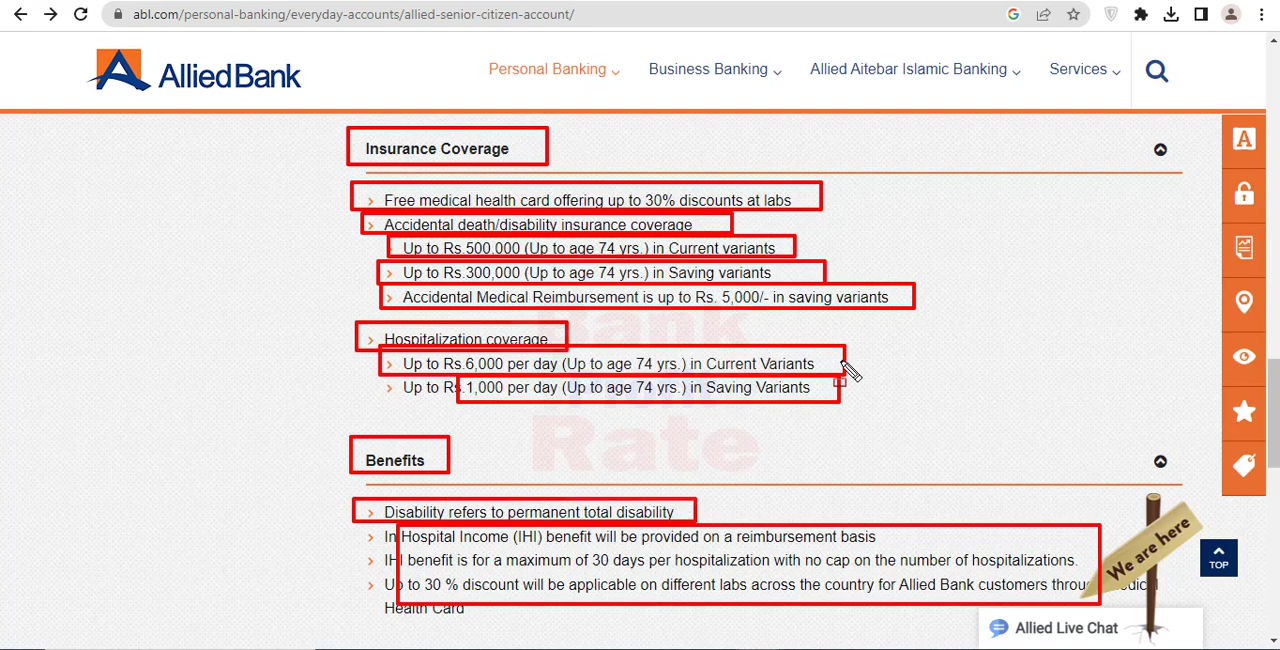 abl.com/personal-banking/everyday-accounts/allied-senior-citizen-account/
Allied Bank
Personal Banking
Business Banking
Allied Aitebar Islamic Banking
Services
Insurance Coverage
Free medical health card offering up to 30% discounts at labs
Accidental death/disability insurance coverage
Up to Rs.500,000 (Up to age 74 yrs.) in Current variants
Up to Rs.300,000 (Up to age 74 yrs.) in Saving variants
Accidental Medical Reimbursement is up to Rs. 5,000/- in saving variants
Hospitalization coverage
Up to Rs.6,000 per day (Up to age 74 yrs.) in Current Variants
Up to Rs.1,000 per day (Up to age 74 yrs.) in Saving Variants
Bank
Rate
Benefits
Disability refers to permanent total disability
In Hospital Income (IHI) benefit will be provided on a reimbursement basis
IHI benefit is for a maximum of 30 days per hospitalization with no cap on the number of hospitalizations.
Up to 30 % discount will be applicable on different labs across the country for Allied Bank customers
Health Card
We are here
TOP
Allied Live Chat